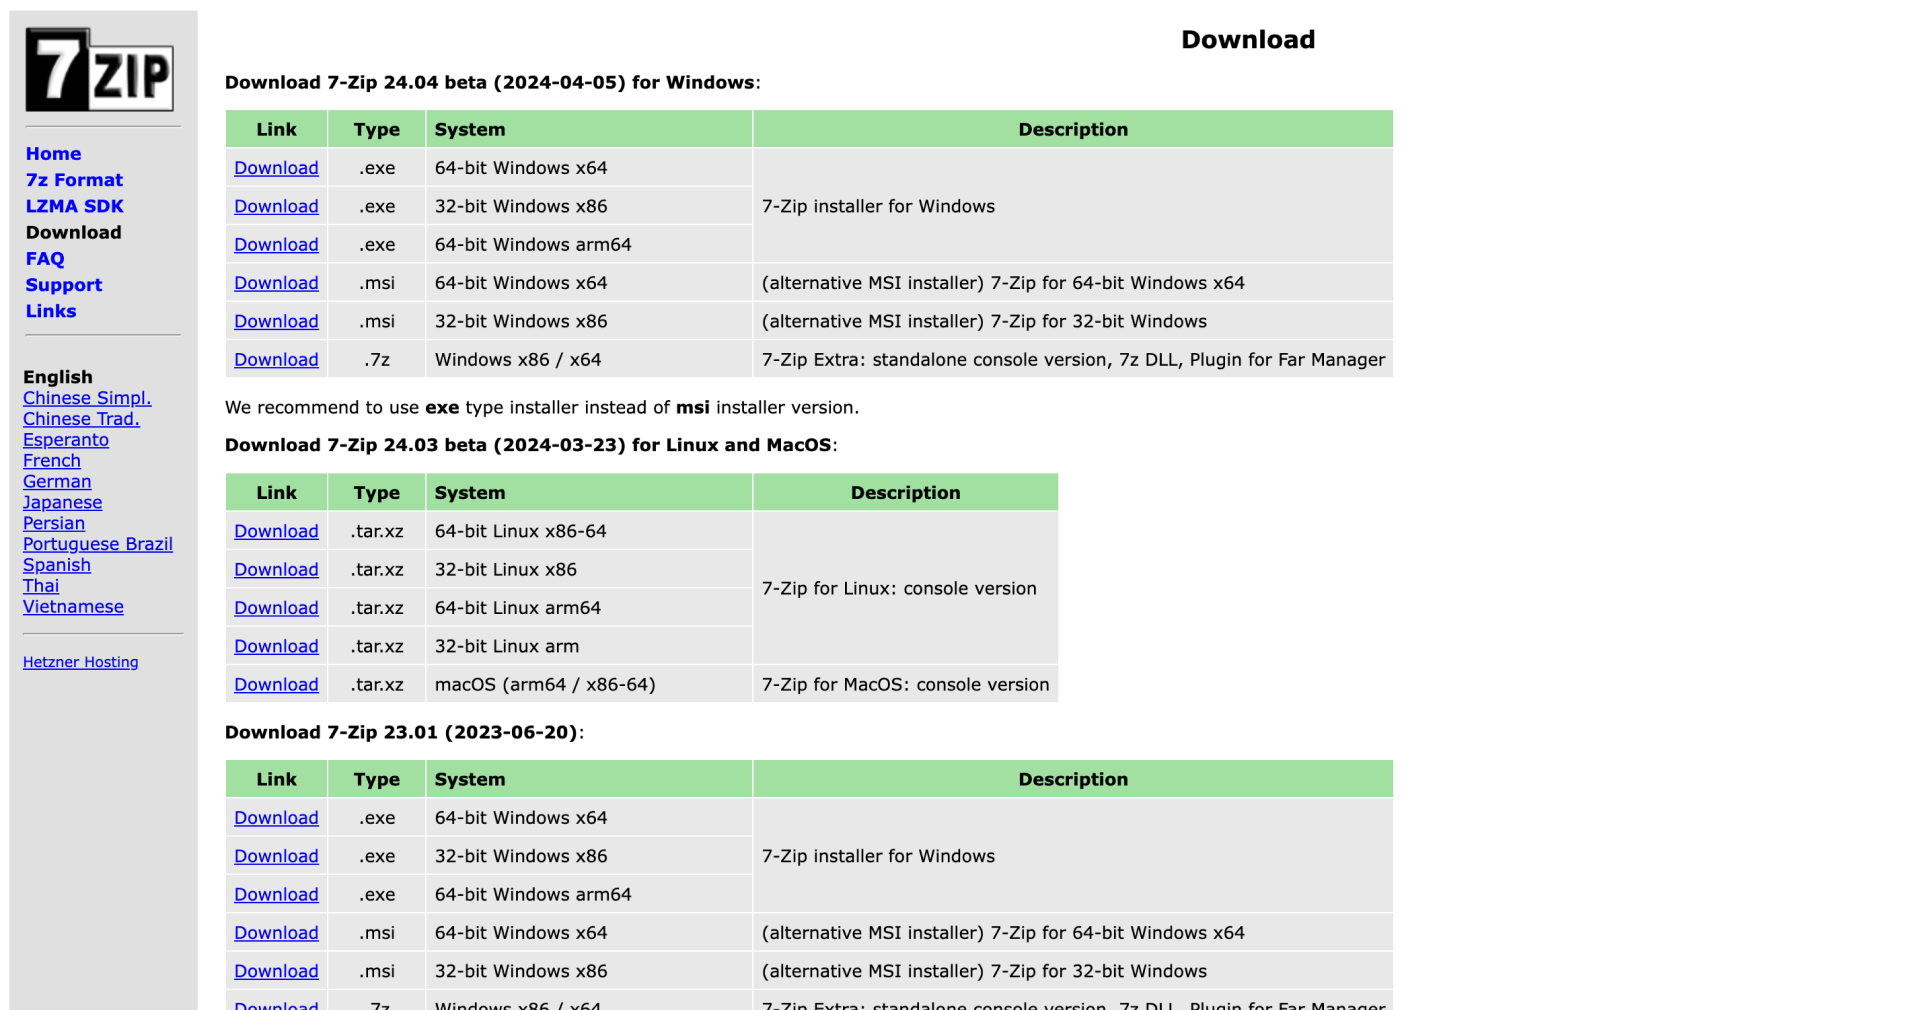 7ZIP
Home
7z Format
LZMA SDK
Download
FAQ
Support
Links
English
Chinese Simpl.
Chinese Trad.
Esperanto
French
German
Japanese
Persian
Portuguese Brazil
Spanish
Thai
Vietnamese
Hetzner Hosting
Download
Download 7-Zip 24.04 beta (2024-04-05) for Windows:
Link Type System Description
Download .exe 64-bit Windows x64
Download .exe 32-bit Windows x86 7-Zip installer for Windows
Download .exe 64-bit Windows arm64
Download .msi 64-bit Windows x64 (alternative MSI installer) 7-Zip for 64-bit Windows x64
Download .msi 32-bit Windows x86 (alternative MSI installer) 7-Zip for 32-bit Windows
Download .7z Windows x86 / x64 7-Zip Extra: standalone console version, 7z DLL, Plugin for Far Manager
We recommend to use exe type installer instead of msi installer version.
Download 7-Zip 24.03 beta (2024-03-23) for Linux and MacOS:
Link Type System Description
Download .tar.xz 64-bit Linux x86-64
Download .tar.xz 32-bit Linux x86
7-Zip for Linux: console version
Download .tar.xz 64-bit Linux arm64
Download .tar.xz 32-bit Linux arm
Download .tar.xz macOS (arm64 / x86-64) 7-Zip for MacOS: console version
Download 7-Zip 23.01 (2023-06-20):
Link Type System Description
Download .exe 64-bit Windows x64
Download .exe 32-bit Windows x86 7-Zip installer for Windows
Download .exe 64-bit Windows arm64
Download .msi 64-bit Windows x64 (alternative MSI installer) 7-Zip for 64-bit Windows x64
Download .msi 32-bit Windows x86 (alternative MSI installer) 7-Zip for 32-bit Windows
Download .7z Windows x86 / x64 7-Zip Extra: standalone console version, 7z DLL, Plugin for Far Manager